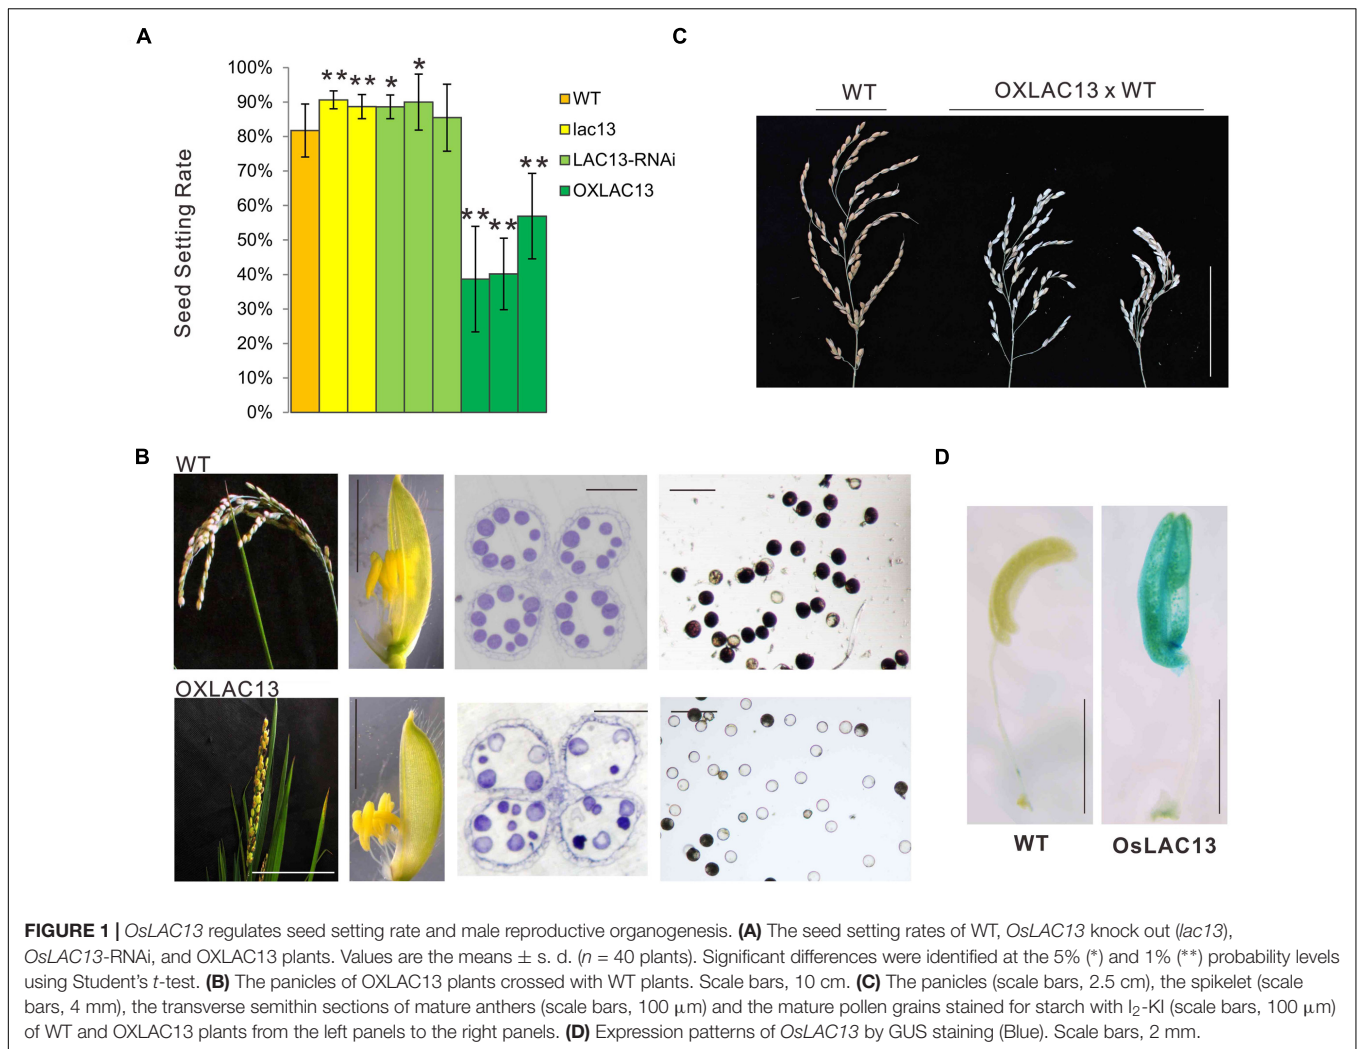 A
C
100%
90%
80%
70%
60%
50%
40%
30%
20%
10%
0%
Seed Setting Rate
** ** * *
** ** **
WT
lac13
LAC13-RNAi
OXLAC13
WT OXLAC13 x WT
B
D
WT
OXLAC13
WT OsLAC13
FIGURE 1 | OsLAC13 regulates seed setting rate and male reproductive organogenesis. (A) The seed setting rates of WT, OsLAC13 knock out (lac13),
OsLAC13-RNAi, and OXLAC13 plants. Values are the means ± s. d. (n = 40 plants). Significant differences were identified at the 5% (*) and 1% (**) probability levels
using Student's t-test. (B) The panicles of OXLAC13 plants crossed with WT plants. Scale bars, 10 cm. (C) The panicles (scale bars, 2.5 cm), the spikelet (scale
bars, 4 mm), the transverse semithin sections of mature anthers (scale bars, 100 μm) and the mature pollen grains stained for starch with I₂-KI (scale bars, 100 μm)
of WT and OXLAC13 plants from the left panels to the right panels. (D) Expression patterns of OsLAC13 by GUS staining (Blue). Scale bars, 2 mm.